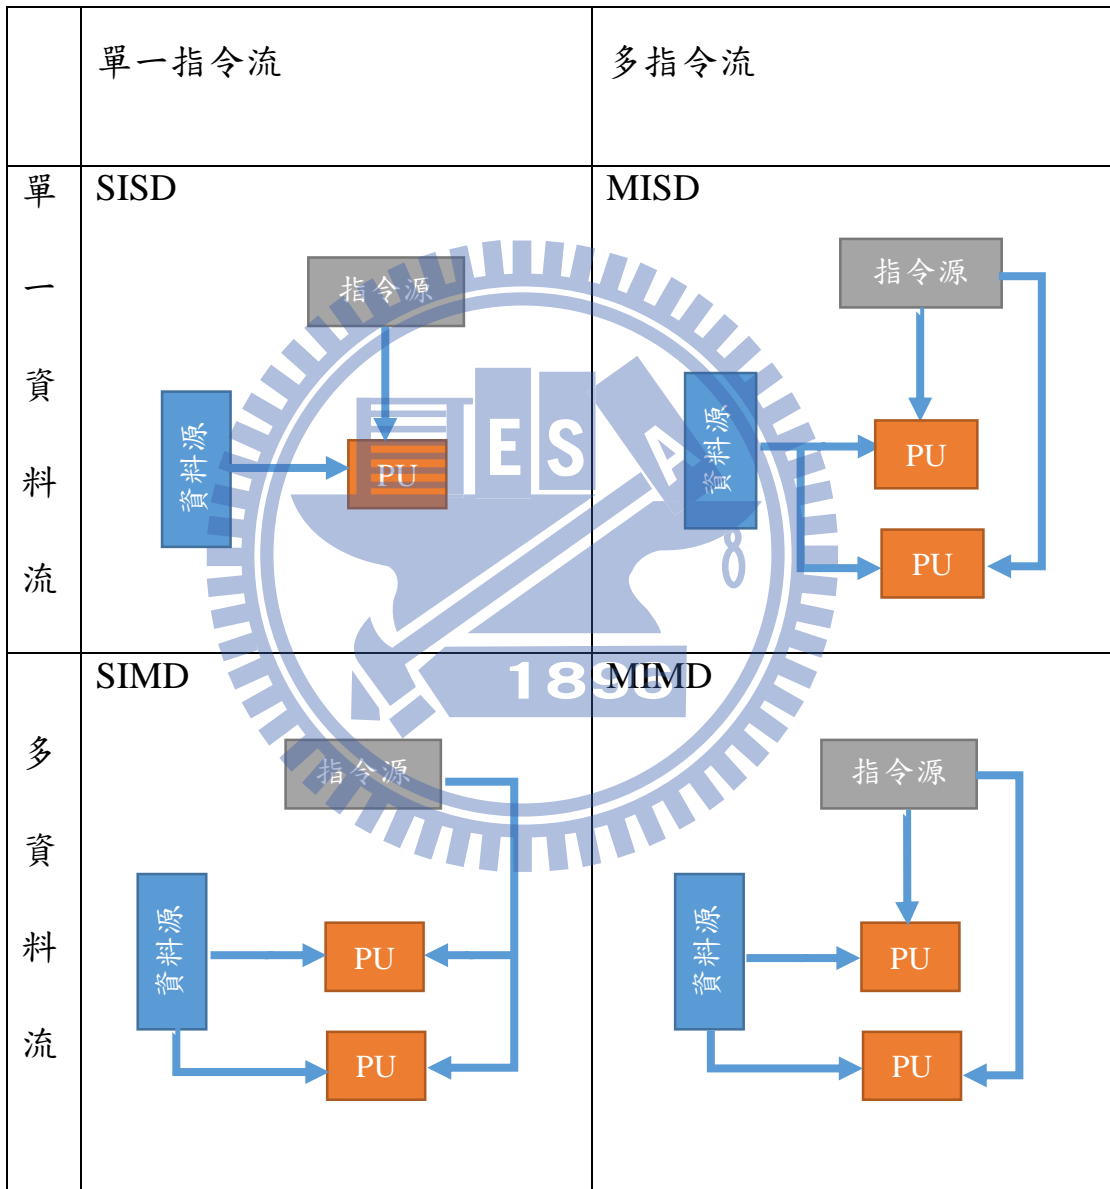 單一指令流
多指令流
單一資料流
SISD
指令源
資料源
PU
MISD
指令源
資料源
PU
PU
多資料流
SIMD
指令源
資料源
PU
PU
MIMD
指令源
資料源
PU
PU
E S A
1896